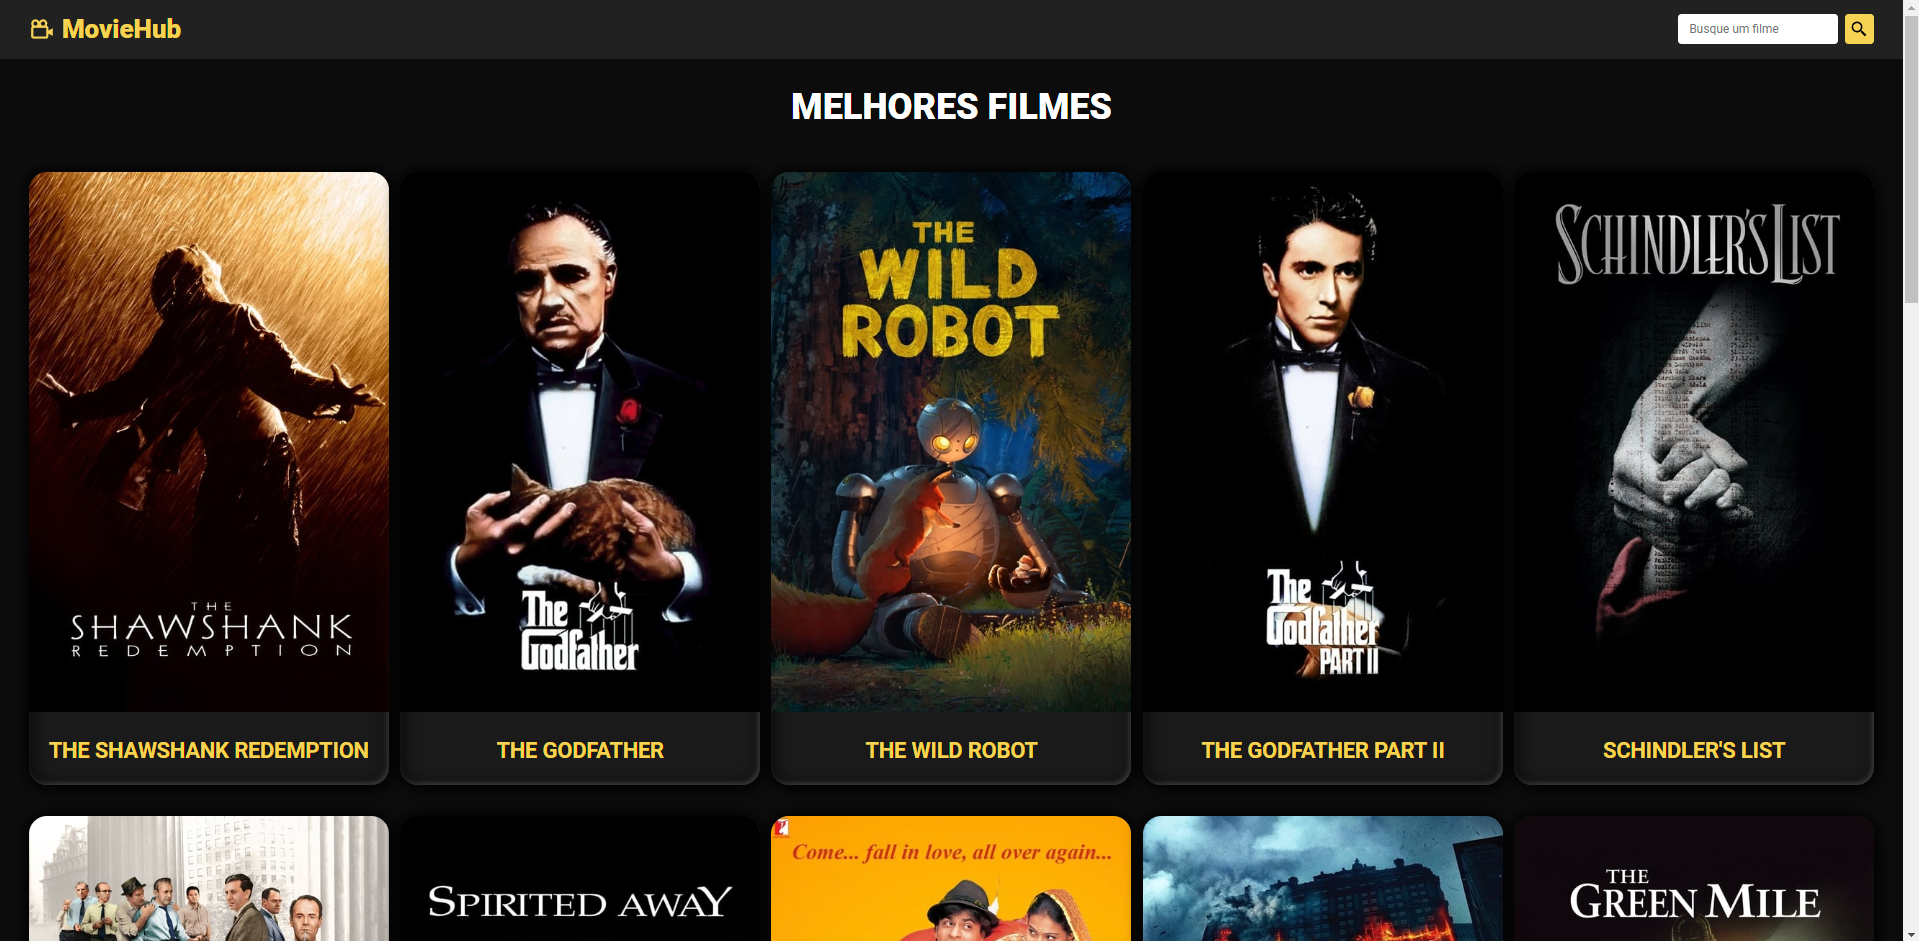 MovieHub
Busque um filme
MELHORES FILMES
THE
SHAWSHANK
REDEMPTION
The
Godfather
THE
WILD
ROBOT
The
Godfather
PART II
SCHINDLER'S LIST
THE SHAWSHANK REDEMPTION
THE GODFATHER
THE WILD ROBOT
THE GODFATHER PART II
SCHINDLER'S LIST
SPIRITED AWAY
Come... fall in love, all over again...
THE
GREEN MILE